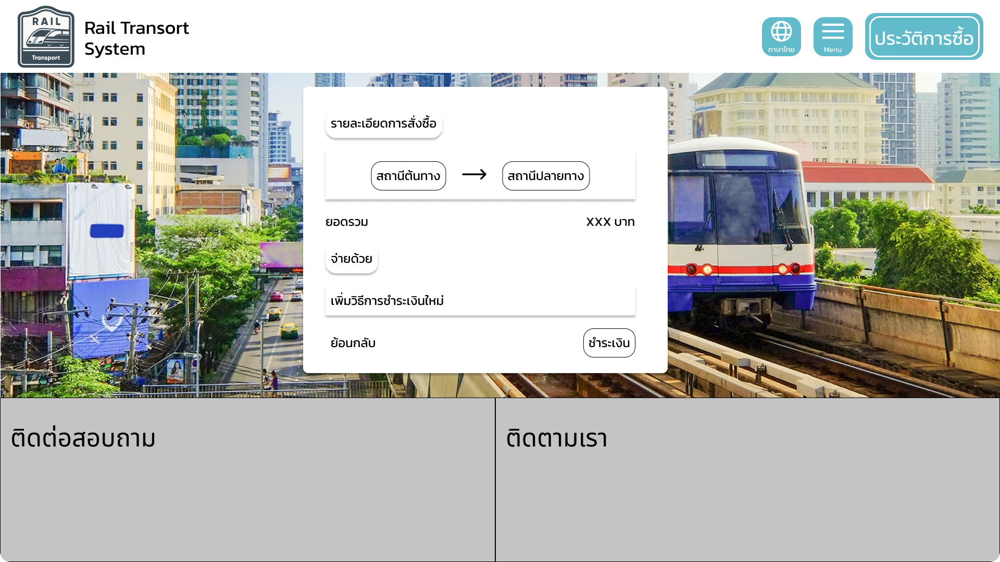 RAIL
Transport
Rail Transort
System
ภาษาไทย
Menu
ประวัติการซื้อ
รายละเอียดการสั่งซื้อ
สถานีต้นทาง
สถานีปลายทาง
ยอดรวม
XXX บาท
จ่ายด้วย
เพิ่มวิธีการชำระเงินใหม่
ย้อนกลับ
ชำระเงิน
ติดต่อสอบถาม
ติดตามเรา